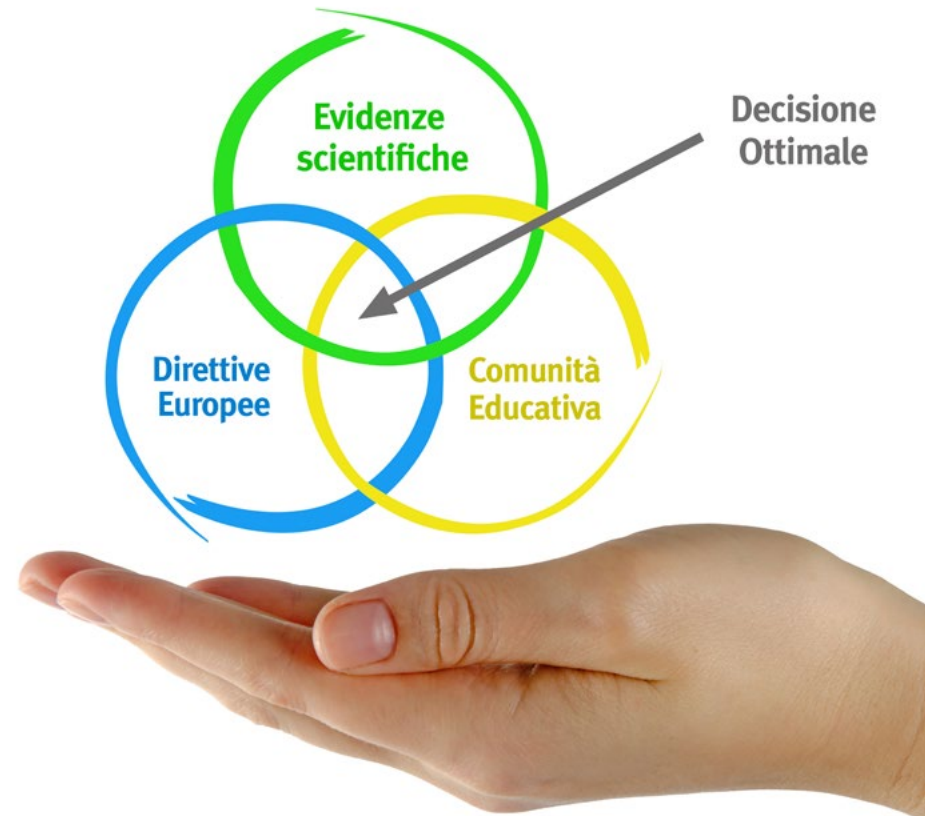 Evidenze
scientifiche
Decisione
Ottimale
Direttive
Europee
Comunità
Educativa